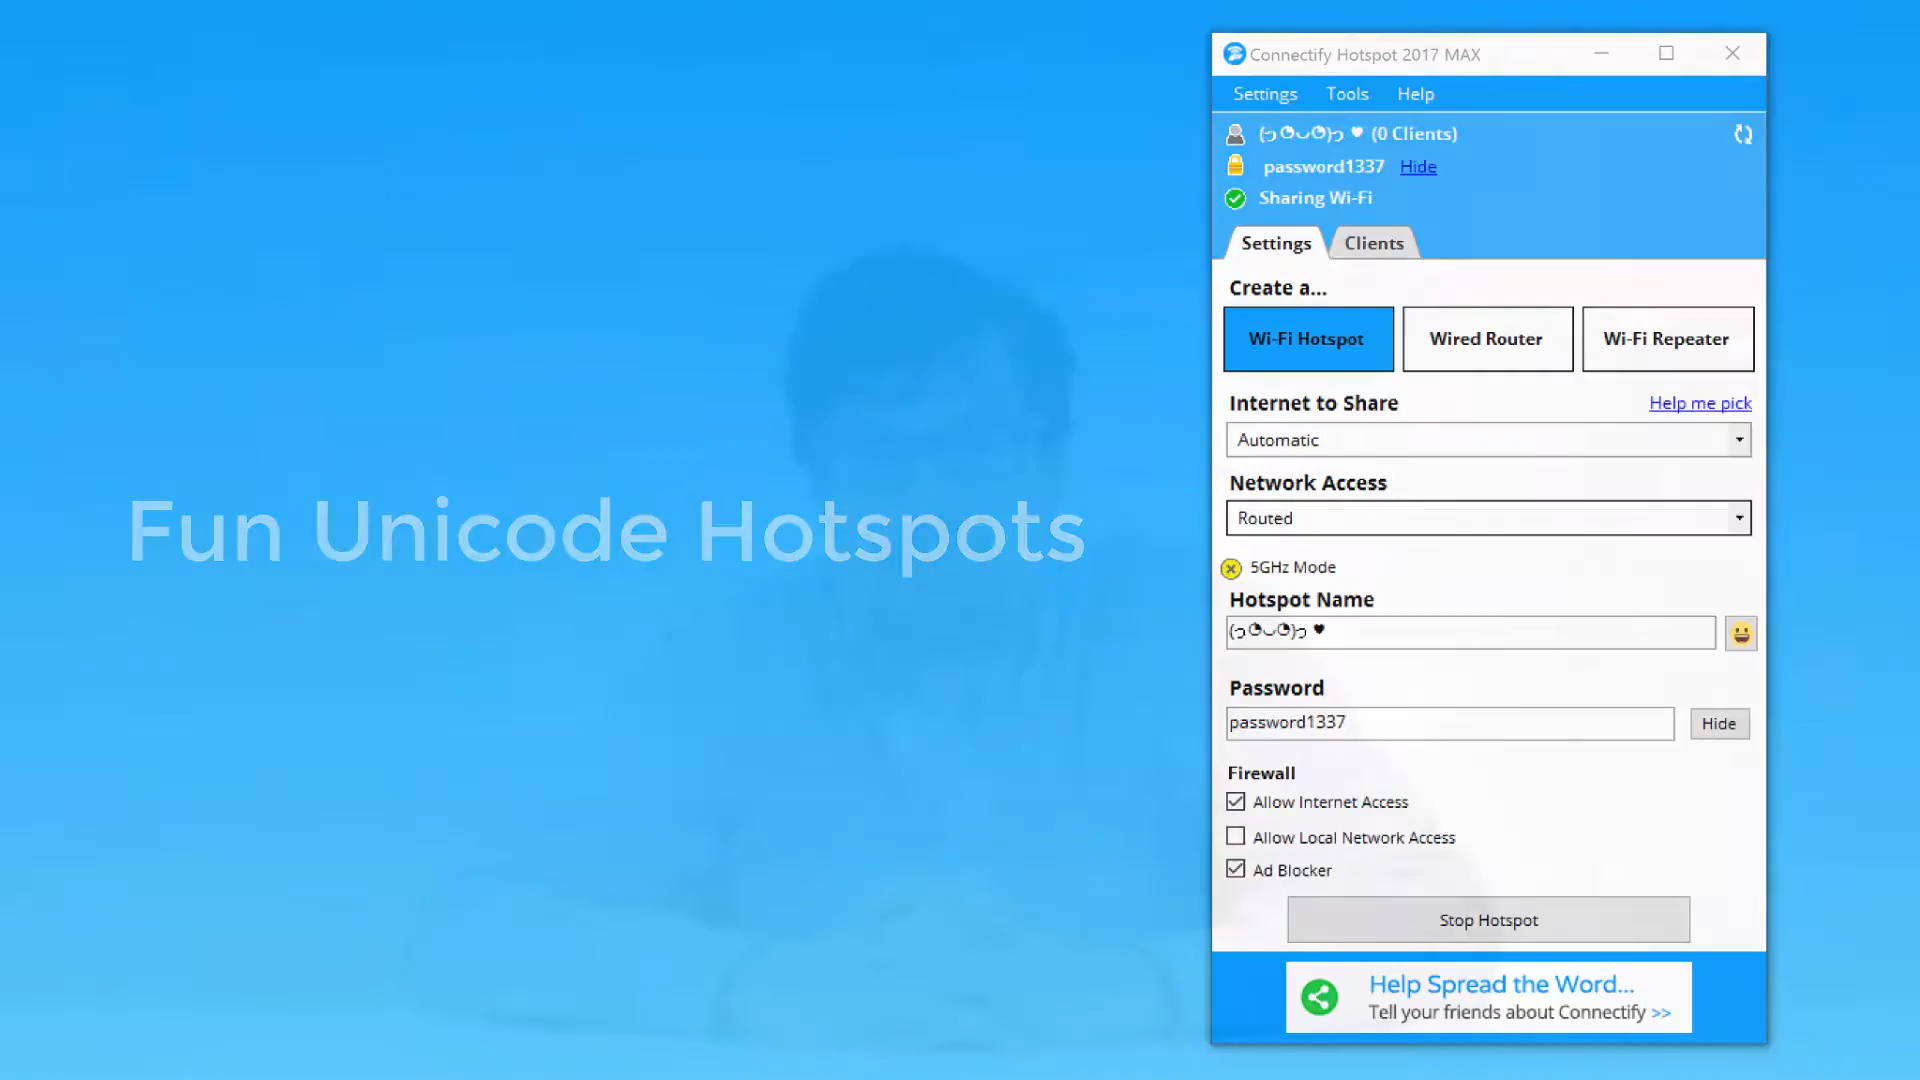 Fun Unicode Hotspots
Connectify Hotspot 2017 MAX
Settings Tools Help
(っ◔◡◔)っ ♥ (0 Clients)
password1337 Hide
Sharing Wi-Fi
Settings Clients
Create a...
Wi-Fi Hotspot Wired Router Wi-Fi Repeater
Internet to Share Help me pick
Automatic
Network Access
Routed
5GHz Mode
Hotspot Name
(っ◔◡◔)っ ♥
Password
password1337 Hide
Firewall
Allow Internet Access
Allow Local Network Access
Ad Blocker
Stop Hotspot
Help Spread the Word...
Tell your friends about Connectify >>